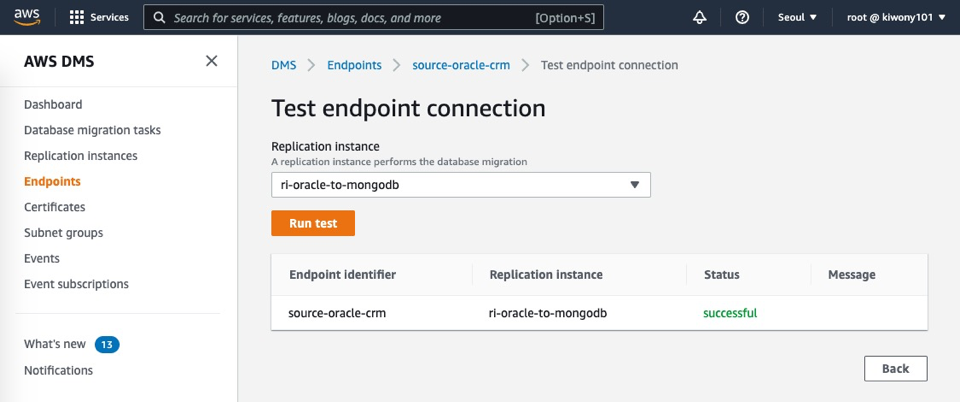 aws
Services
Search for services, features, blogs, docs, and more
[Option+S]
Seoul ▼
root @ kiwony101 ▼
AWS DMS
Dashboard
Database migration tasks
Replication instances
Endpoints
Certificates
Subnet groups
Events
Event subscriptions
What's new 13
Notifications
DMS > Endpoints > source-oracle-crm > Test endpoint connection
Test endpoint connection
Replication instance
A replication instance performs the database migration
ri-oracle-to-mongodb
Run test
Endpoint identifier Replication instance Status Message
source-oracle-crm ri-oracle-to-mongodb successful
Back